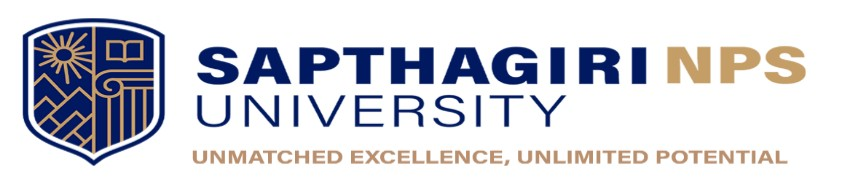 SAPTHAGIRI NPS
UNIVERSITY
UNMATCHED EXCELLENCE, UNLIMITED POTENTIAL